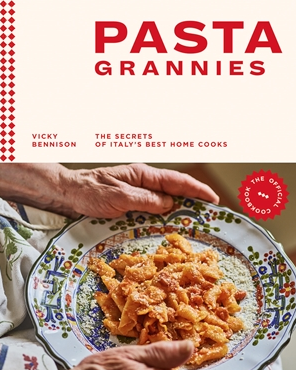 PASTA
GRANNIES
VICKY
BENNISON
THE SECRETS
OF ITALY'S BEST HOME COOKS
THE OFFICIAL COOKBOOK